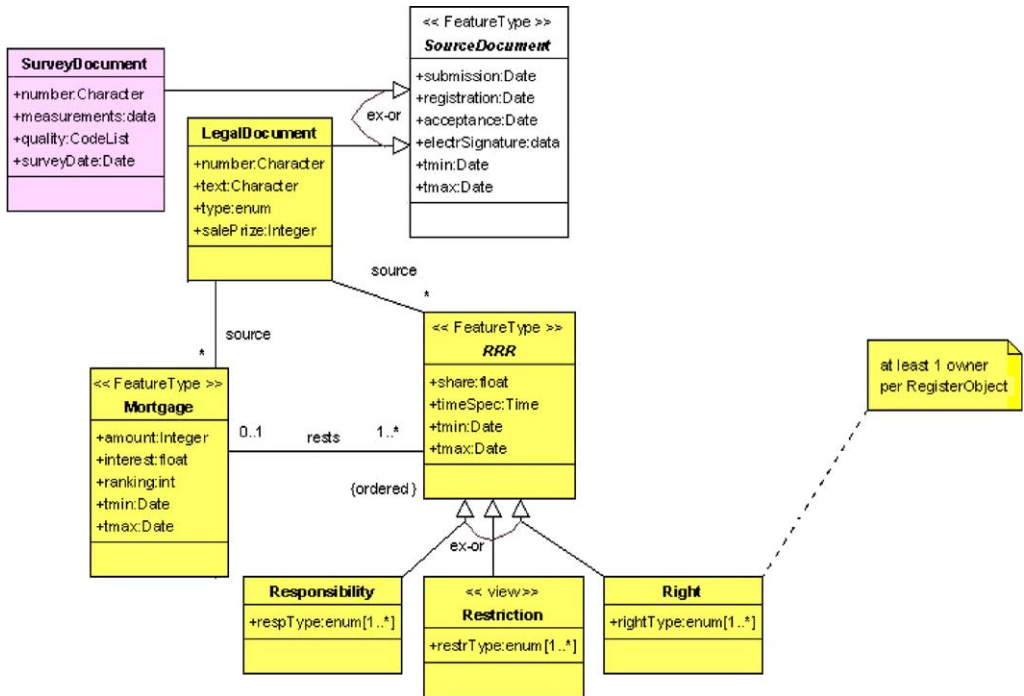 << FeatureType >>
SourceDocument
+submission:Date
+registration:Date
+acceptance:Date
+electrSignature:data
+tmin:Date
+tmax:Date
SurveyDocument
+number:Character
+measurements:data
+quality:CodeList
+surveyDate:Date
ex-or
LegalDocument
+number:Character
+text:Character
+type:enum
+salePrize:Integer
source
*
source
*
<< FeatureType >>
RRR
+share:float
+timeSpec:Time
+tmin:Date
+tmax:Date
at least 1 owner
per RegisterObject
<< FeatureType >>
Mortgage
+amount:Integer
+interest:float
+ranking:int
+tmin:Date
+tmax:Date
0..1
rests
1..*
{ordered }
ex-or
Responsibility
+respType:enum[1..*]
<< view>>
Restriction
+restrType:enum[1..*]
Right
+rightType:enum[1..*]